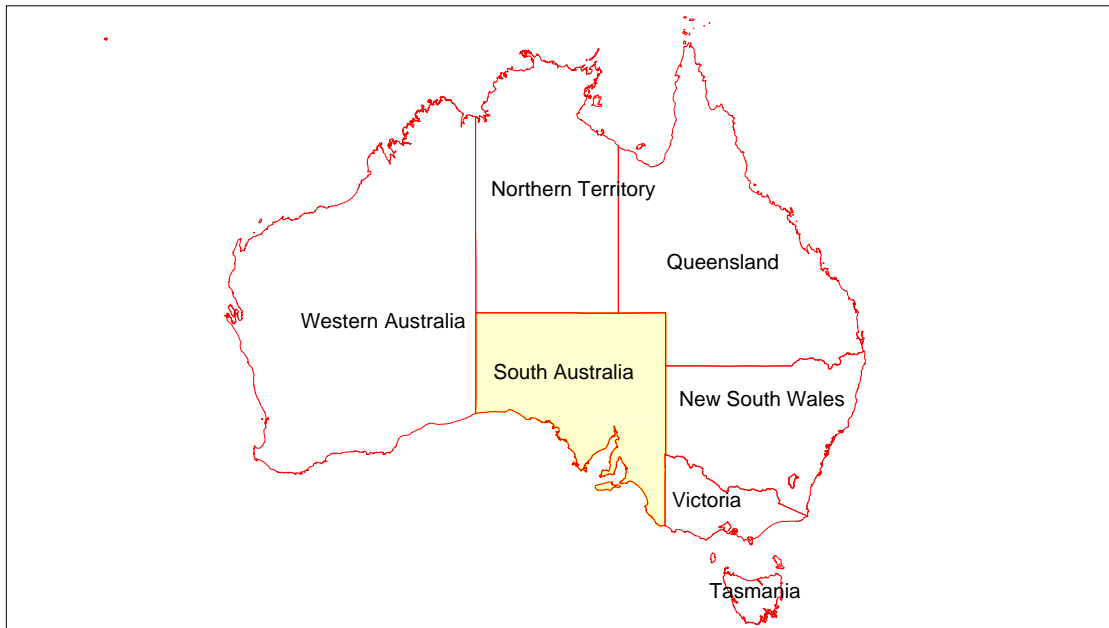 Northern Territory
Queensland
Western Australia
South Australia
New South Wales
Victoria
Tasmania